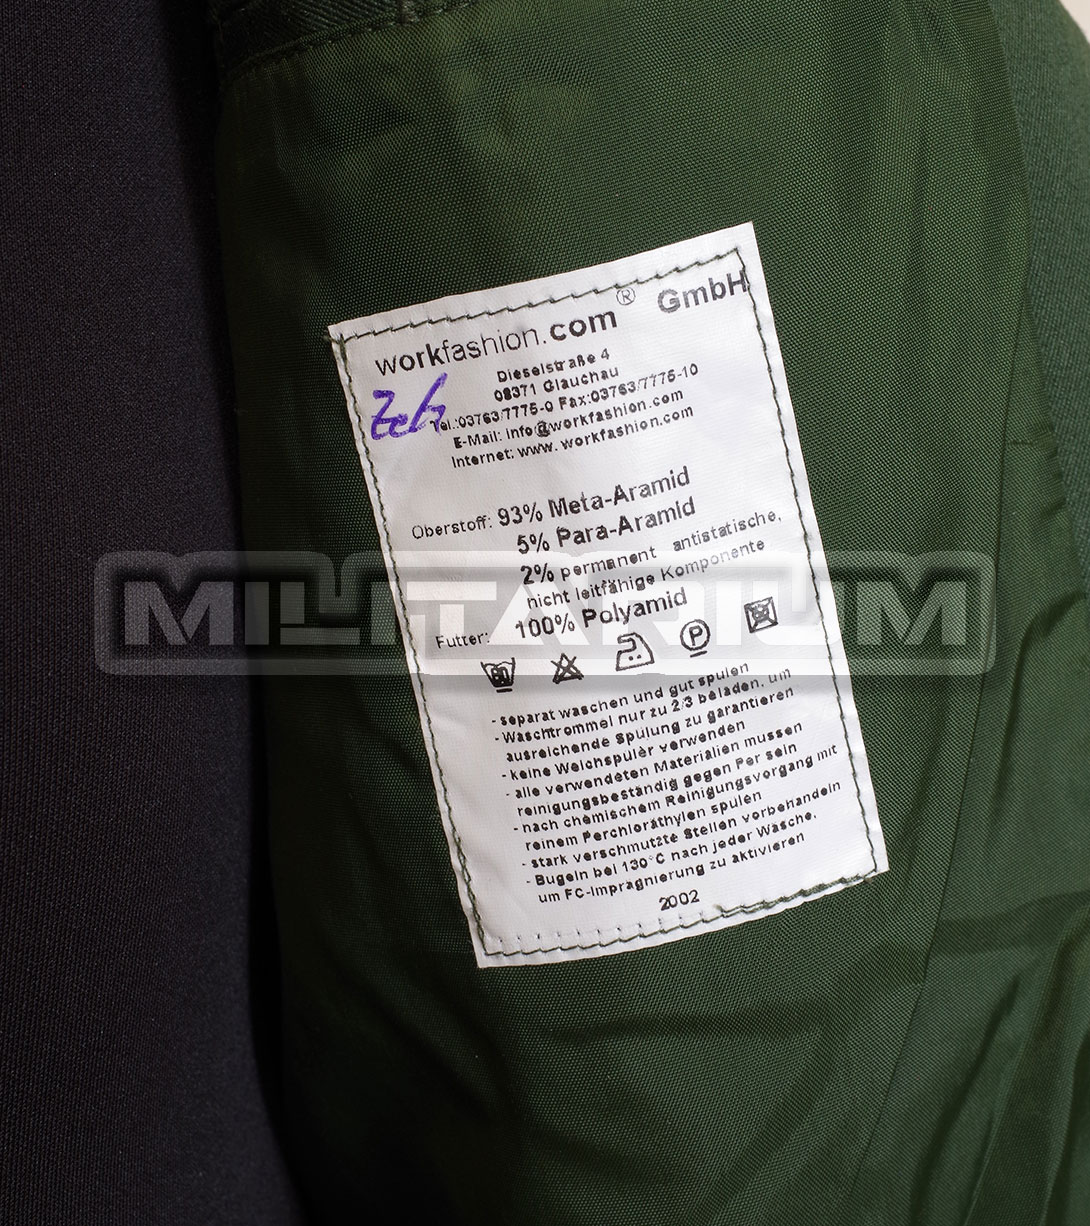 workfashion.com® GmbH
Dieselstraße 4
08371 Glauchau
Tel.:03763/7775-0 Fax:03763/7775-10
E-Mail: info@workfashion.com
Internet: www. workfashion.com
Oberstoff: 93% Meta-Aramid
5% Para-Aramid
2% permanent antistatische,
nicht leitfähige Komponente
Futter: 100% Polyamid
MILITARIUM
P
- separat waschen und gut spulen
- Waschtrommel nur zu 2/3 beladen, um
ausreichende Spulung zu garantieren
- keine Weichspuler verwenden
- alle verwendeten Materialien mussen
reinigungsbeständig gegen Per sein
- nach chemischem Reinigungsvorgang mit
reinem Perchlorathylen spulen
- stark verschmutzte Stellen vorbehandeln
- Bugeln bei 130°C nach jeder Wasche,
um FC-Impragnierung zu aktivieren
2002